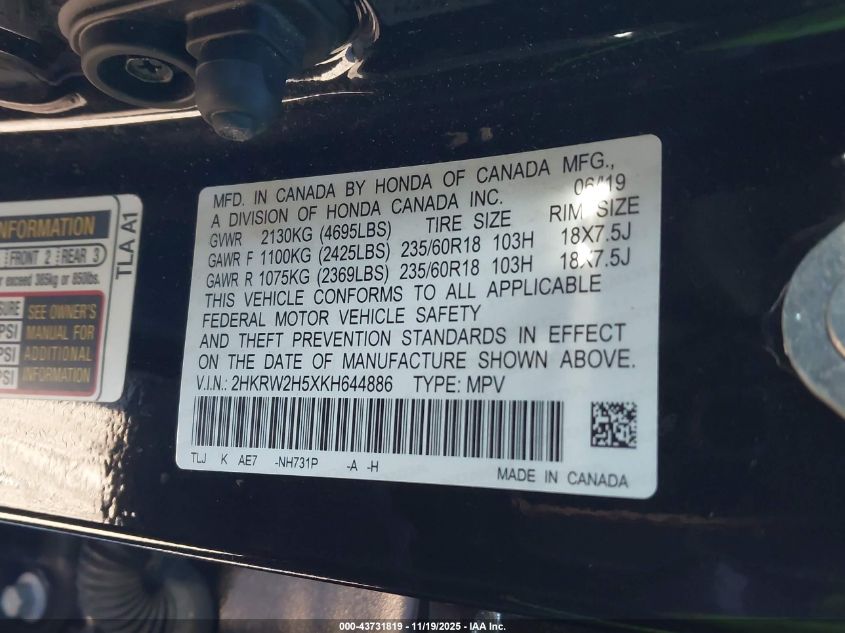 INFORMATION
FRONT 2 REAR 3
exceed 385kg or 850lbs.
SEE OWNER'S
PSI MANUAL FOR
PSI ADDITIONAL
PSI INFORMATION
TLA A1
MFD. IN CANADA BY HONDA OF CANADA MFG.,
A DIVISION OF HONDA CANADA INC. 06/19
GVWR 2130KG (4695LBS) TIRE SIZE RIM SIZE
GAWR F 1100KG (2425LBS) 235/60R18 103H 18X7.5J
GAWR R 1075KG (2369LBS) 235/60R18 103H 18X7.5J
THIS VEHICLE CONFORMS TO ALL APPLICABLE
FEDERAL MOTOR VEHICLE SAFETY
AND THEFT PREVENTION STANDARDS IN EFFECT
ON THE DATE OF MANUFACTURE SHOWN ABOVE.
V.I.N.: 2HKRW2H5XKH644886 TYPE: MPV
TLJ K AE7 -NH731P -A -H
MADE IN CANADA
000-43731819 - 11/19/2025 - IAA Inc.